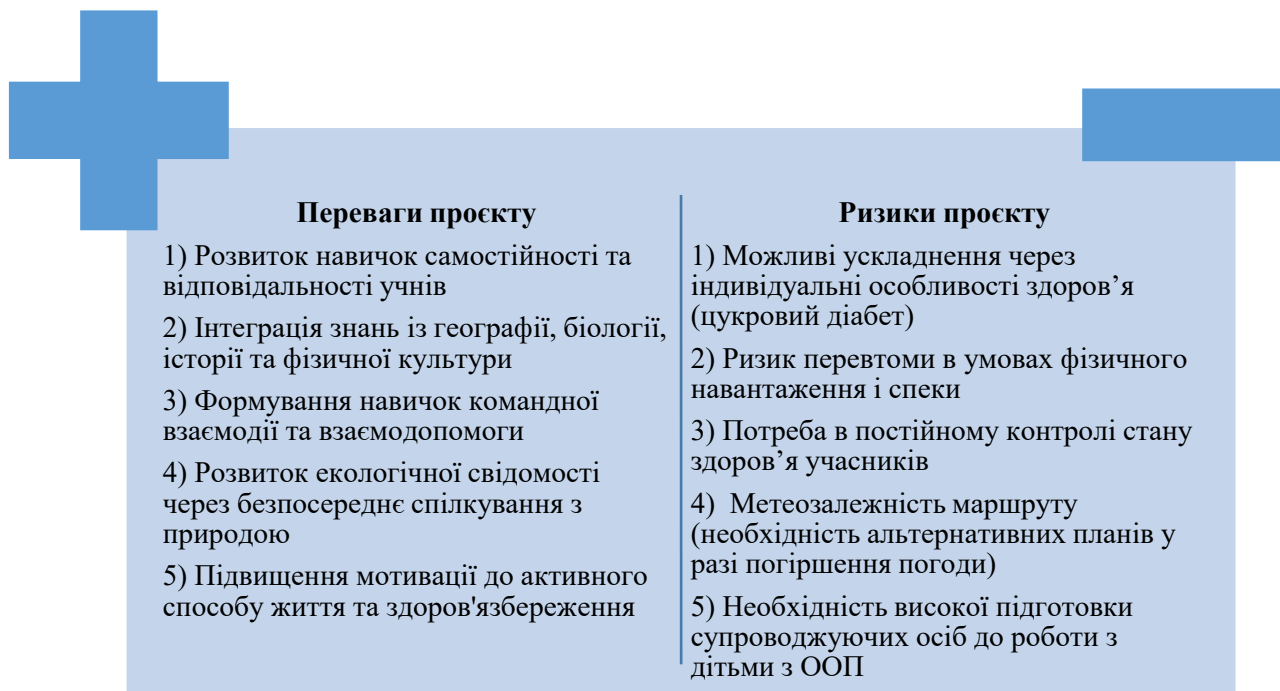 Переваги проєкту
1) Розвиток навичок самостійності та
відповідальності учнів
2) Інтеграція знань із географії, біології,
історії та фізичної культури
3) Формування навичок командної
взаємодії та взаємодопомоги
4) Розвиток екологічної свідомості
через безпосереднє спілкування з
природою
5) Підвищення мотивації до активного
способу життя та здоров'язбереження
Ризики проєкту
1) Можливі ускладнення через
індивідуальні особливості здоров’я
(цукровий діабет)
2) Ризик перевтоми в умовах фізичного
навантаження і спеки
3) Потреба в постійному контролі стану
здоров’я учасників
4) Метеозалежність маршруту
(необхідність альтернативних планів у
разі погіршення погоди)
5) Необхідність високої підготовки
супроводжуючих осіб до роботи з
дітьми з ООП